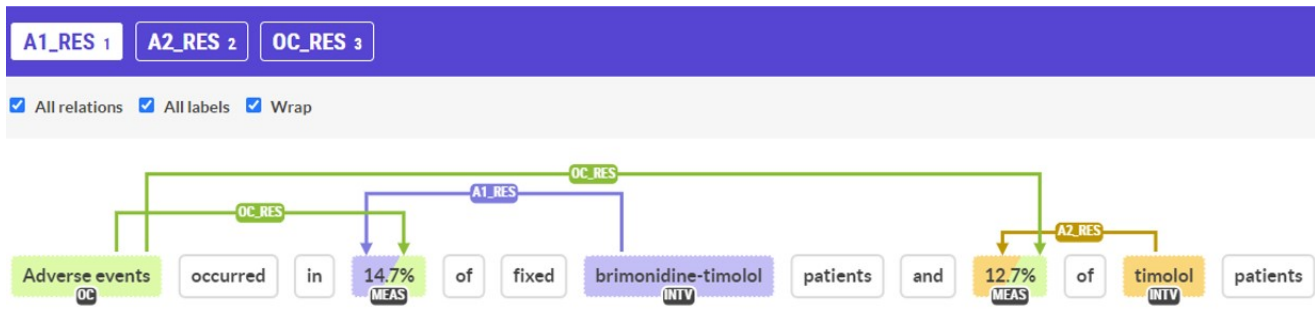 A1_RES 1 A2_RES 2 OC_RES 3
All relations All labels Wrap
OC_RES
A1_RES
OC_RES
A2_RES
Adverse events occurred in 14.7% of fixed brimonidine-timolol patients and 12.7% of timolol patients
OC MEAS INTV MEAS INTV